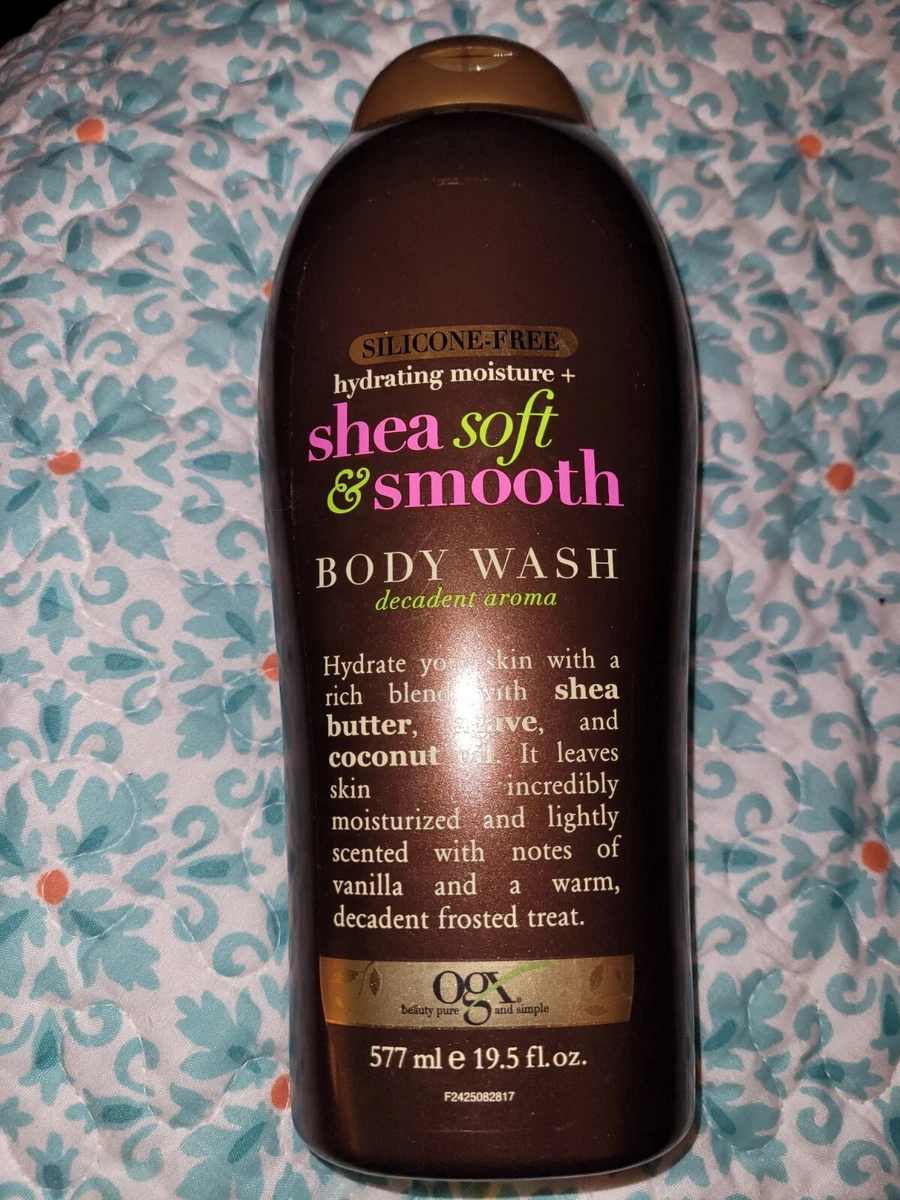 SILICONE-FREE
hydrating moisture +
shea soft
& smooth
BODY WASH
decadent aroma
Hydrate your skin with a
rich blend with shea
butter, agave, and
coconut oil. It leaves
skin incredibly
moisturized and lightly
scented with notes of
vanilla and a warm,
decadent frosted treat.
ogx®
beauty pure and simple
577 ml e 19.5 fl. oz.
F2425082817